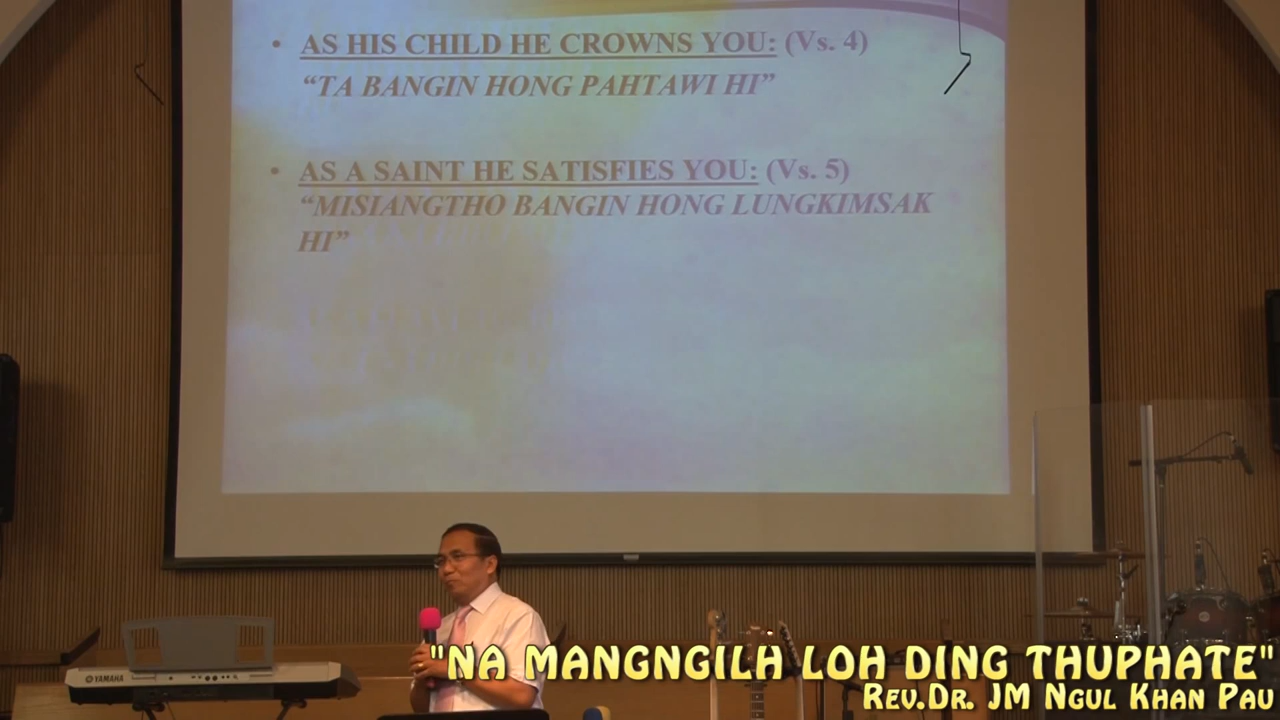 • AS HIS CHILD HE CROWNS YOU: (Vs. 4)
“TA BANGIN HONG PAHTAWI HI”
• AS A SAINT HE SATISFIES YOU: (Vs. 5)
“MISIANGTHO BANGIN HONG LUNGKIMSAK
HI”
YAMAHA
"NA MANGNGILH LOH DING THUPHATE"
REV.DR. JM NGUL KHAN PAU